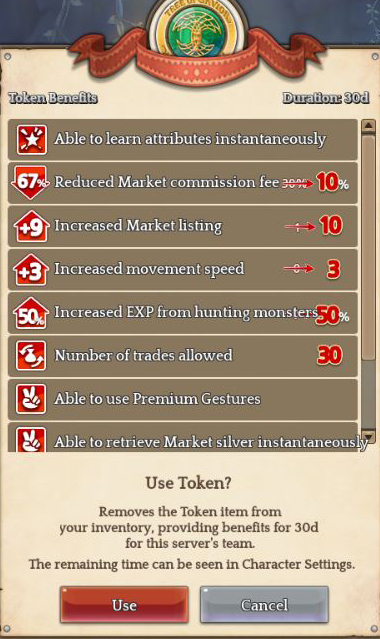 TREE OF SAVIOR
Token Benefits Duration: 30d
Able to learn attributes instantaneously
67% Reduced Market commission fee 30% 10%
+9 Increased Market listing 1 10
+3 Increased movement speed 0 3
50% Increased EXP from hunting monsters 50%
Number of trades allowed 30
Able to use Premium Gestures
Able to retrieve Market silver instantaneously
Use Token?
Removes the Token item from
your inventory, providing benefits for 30d
for this server's team.
The remaining time can be seen in Character Settings.
Use Cancel